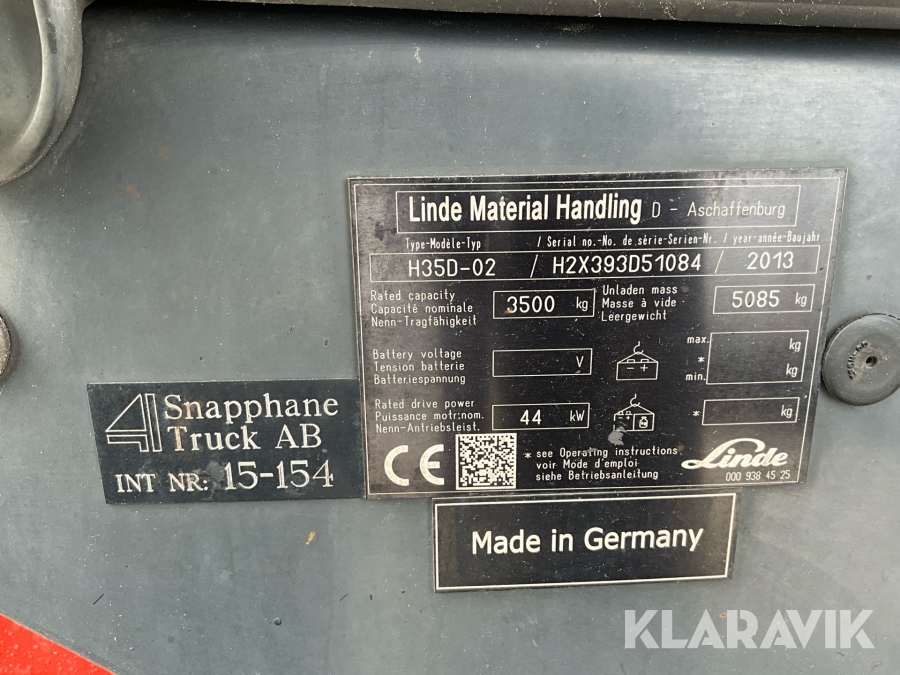 Linde Material Handling D - Aschaffenburg
Type-Modèle-Typ / Serial no.-No. de série-Serien-Nr. / year-année-Baujahr
H35D-02 / H2X393D51084 / 2013
Rated capacity
Capacité nominale
Nenn-Tragfähigkeit
3500 kg
Unladen mass
Masse à vide
Leergewicht
5085 kg
Battery voltage
Tension batterie
Batteriespannung
V
- +
max. kg
*
min. kg
Rated drive power
Puissance motr:nom.
Nenn-Antriebsleist.
44 kW
- +
* kg
CE
* see Operating instructions
voir Mode d'emploi
siehe Betriebsanleitung
Linde
000 938 45 25
Snapphane
Truck AB
INT NR: 15-154
Made in Germany
KLARAVIK